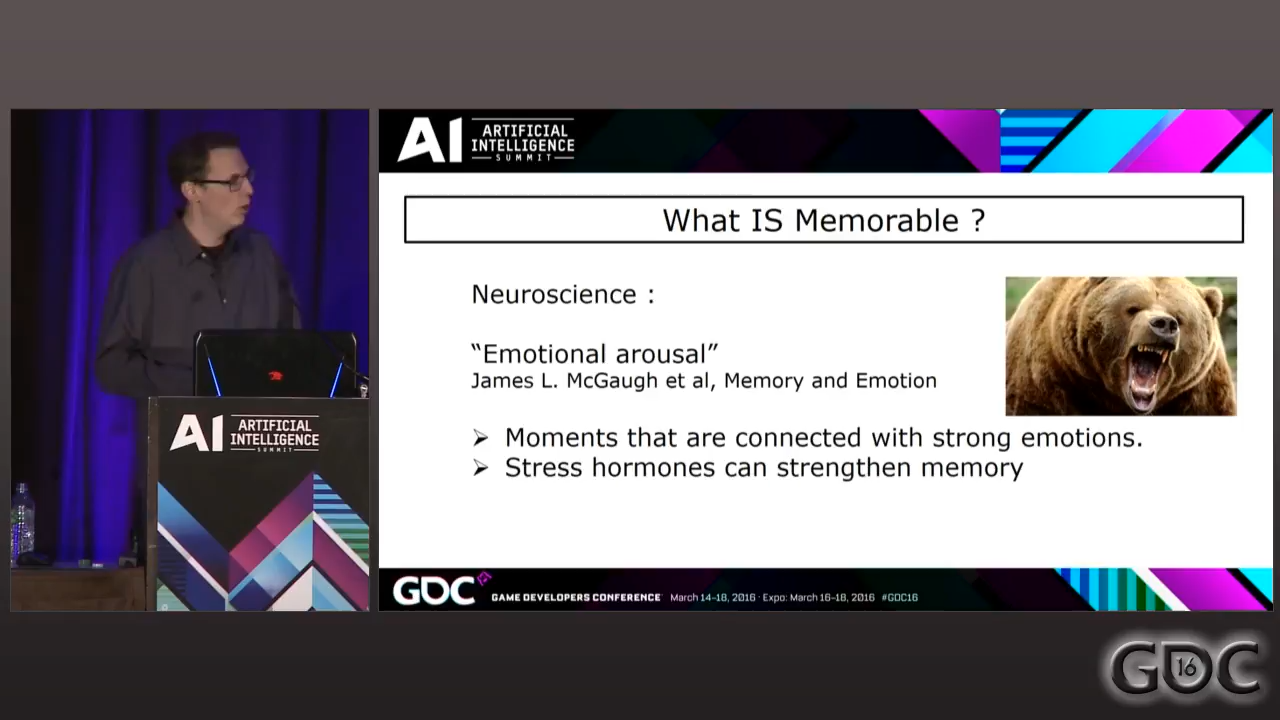 AI ARTIFICIAL
INTELLIGENCE
SUMMIT
What IS Memorable ?
Neuroscience :
“Emotional arousal”
James L. McGaugh et al, Memory and Emotion
➢ Moments that are connected with strong emotions.
➢ Stress hormones can strengthen memory
AI ARTIFICIAL
INTELLIGENCE
SUMMIT
GDC GAME DEVELOPERS CONFERENCE March 14-18, 2016 · Expo: March 16-18, 2016 #GDC16
GDC 16